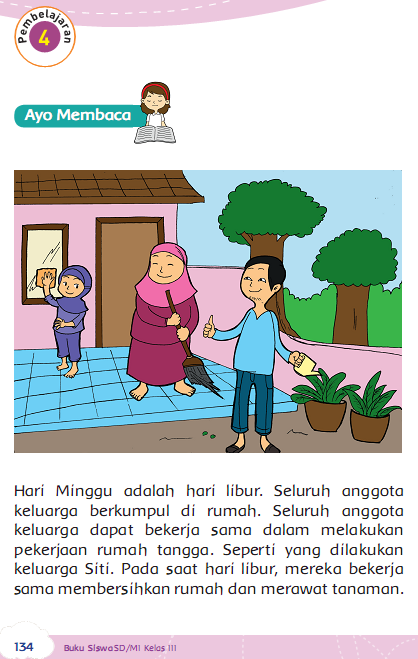 Pembelajaran
4
Ayo Membaca
Hari Minggu adalah hari libur. Seluruh anggota
keluarga berkumpul di rumah. Seluruh anggota
keluarga dapat bekerja sama dalam melakukan
pekerjaan rumah tangga. Seperti yang dilakukan
keluarga Siti. Pada saat hari libur, mereka bekerja
sama membersihkan rumah dan merawat tanaman.
134 Buku Siswa SD/MI Kelas III